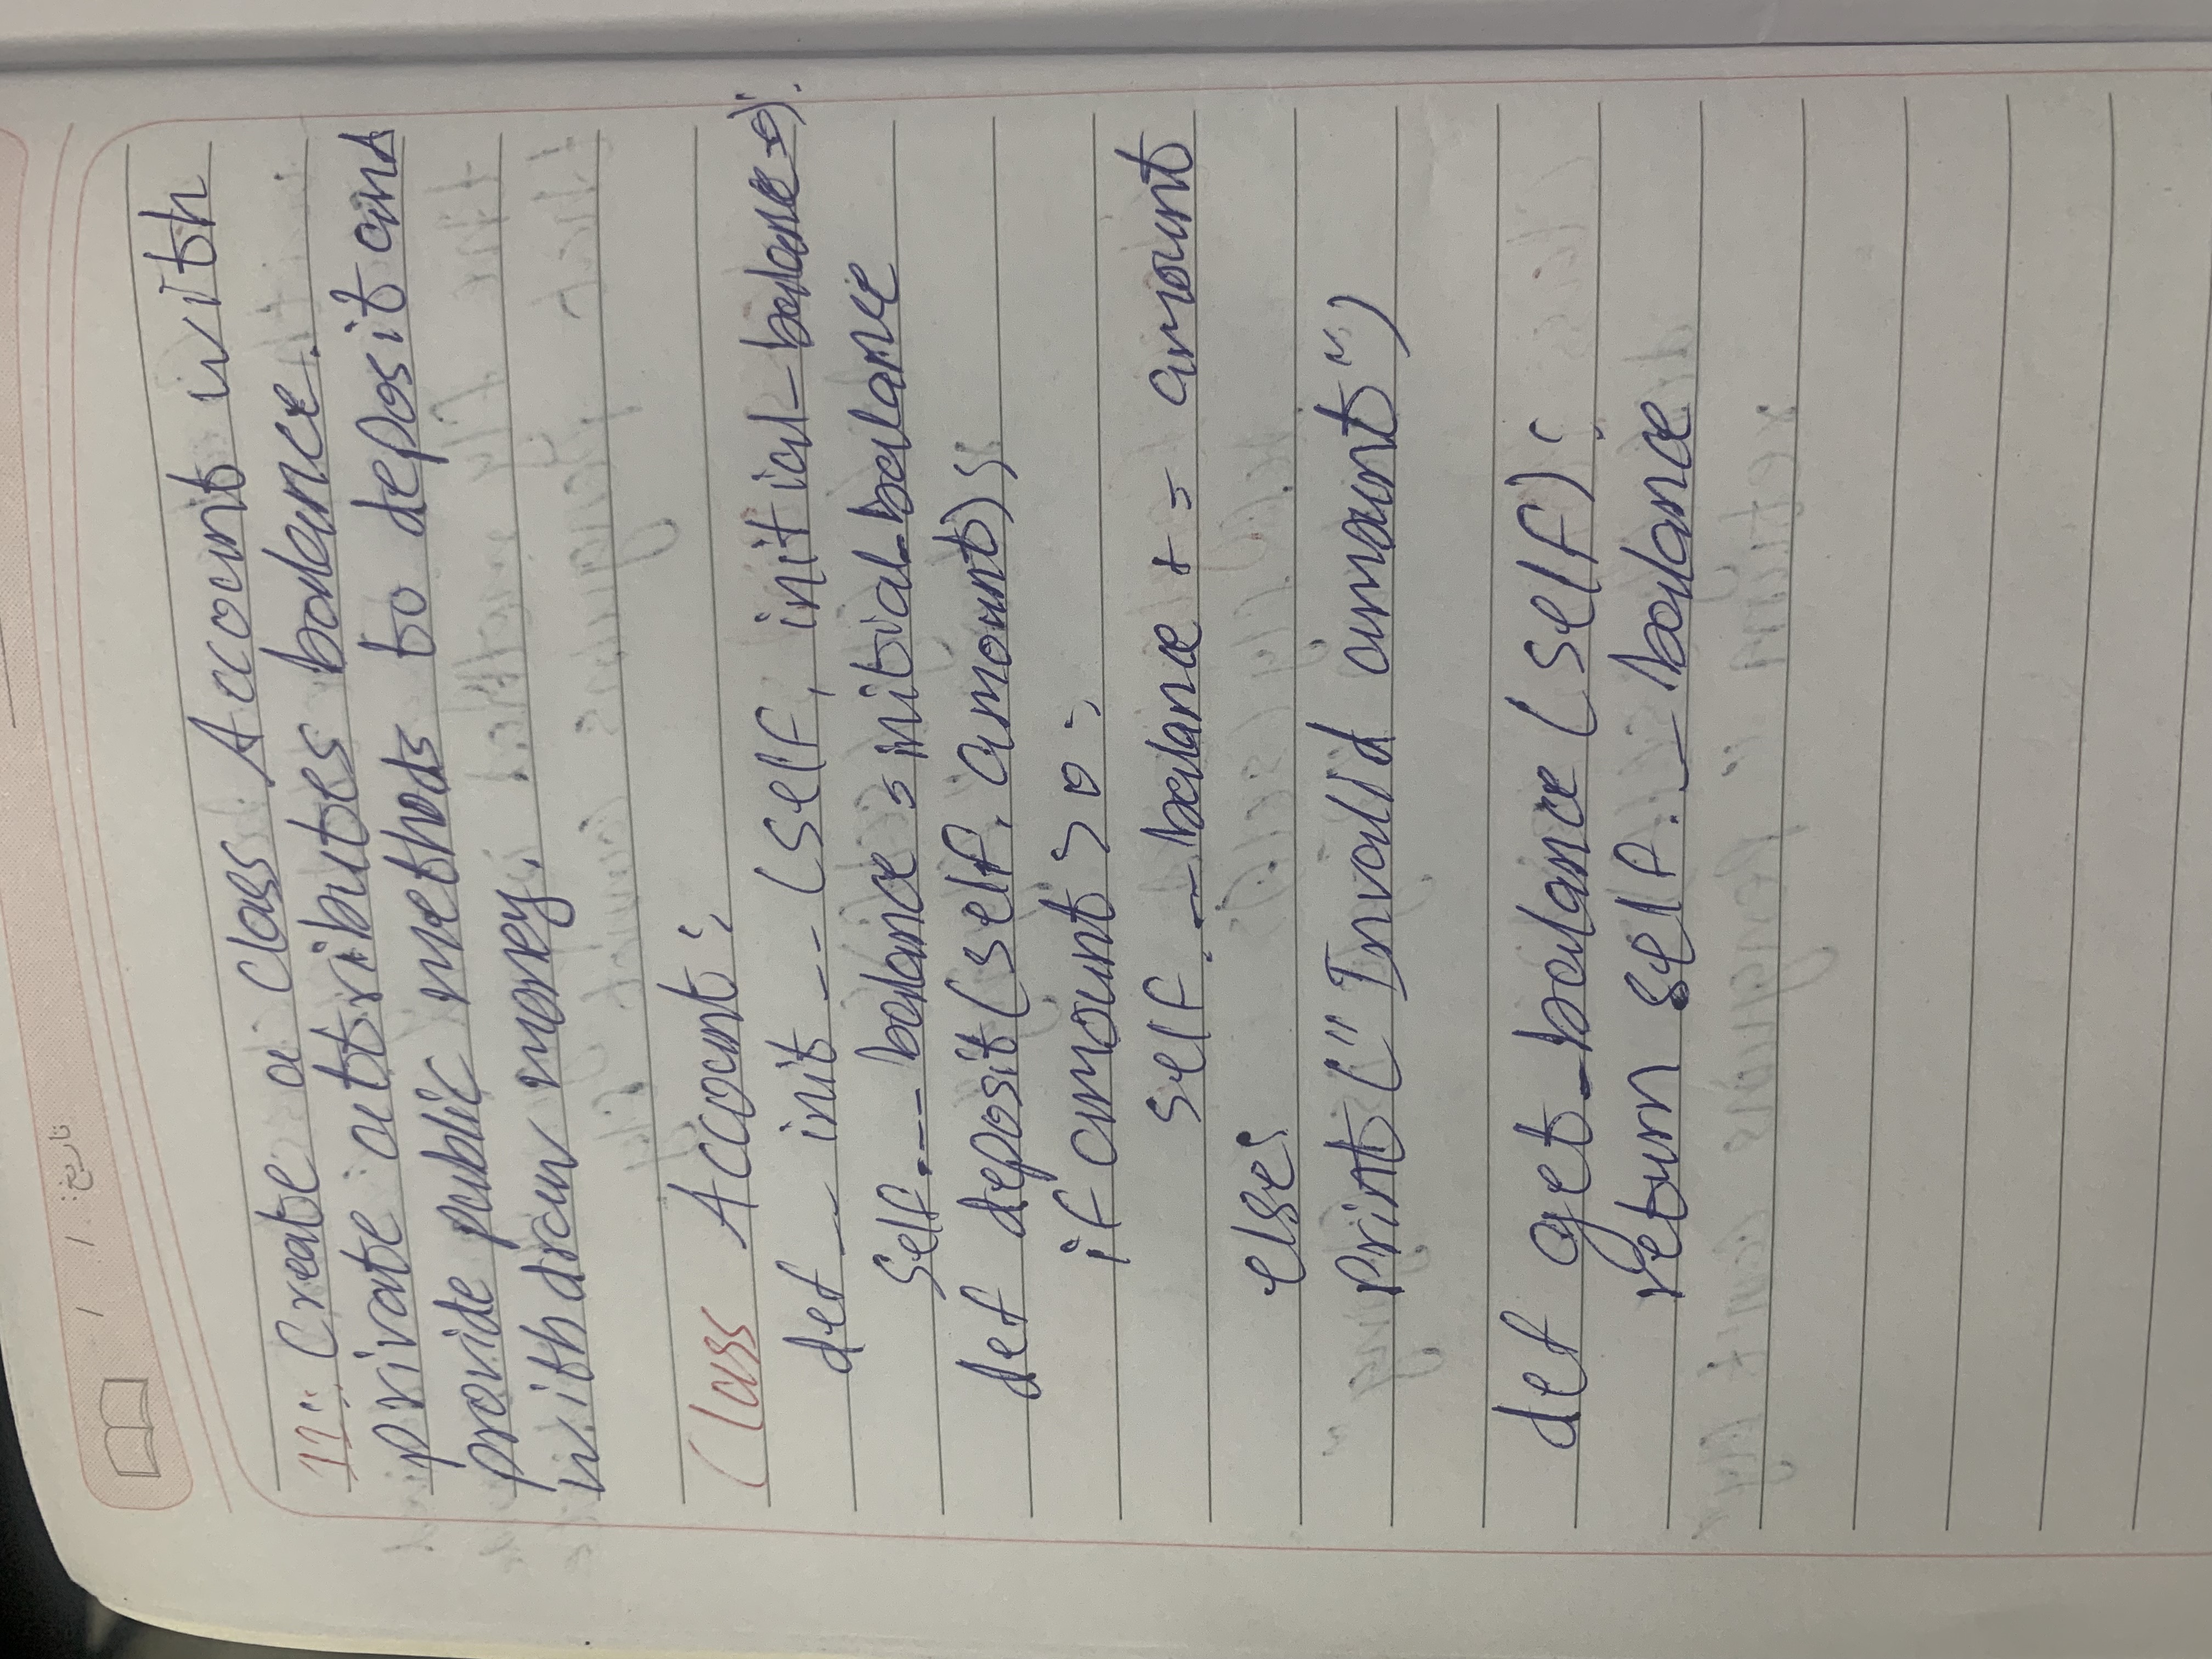 تاریخ: / /
11: Create a class Account with
private attributes balance.
provide public methods to deposit and
withdraw money.
Class Account:
def __ init __ (self, initial_balance=0):
self.__ balance = initial_balance
def deposit(self, amount):
if amount > 0:
self.__balance += amount
else:
print("Invalid amount")
def get_balance(self):
return self.__balance